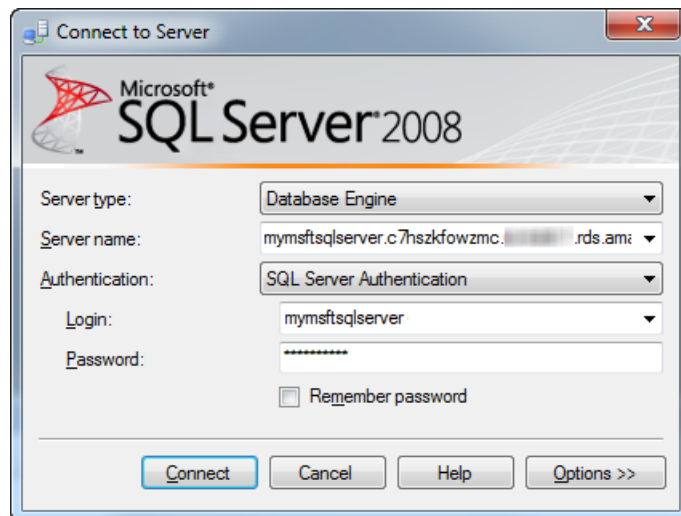 Connect to Server
Microsoft®
SQL Server® 2008
Server type: Database Engine
Server name: mymsftsqlserver.c7hszkfowzmc. .rds.ama
Authentication: SQL Server Authentication
Login: mymsftsqlserver
Password: **********
Remember password
Connect Cancel Help Options >>